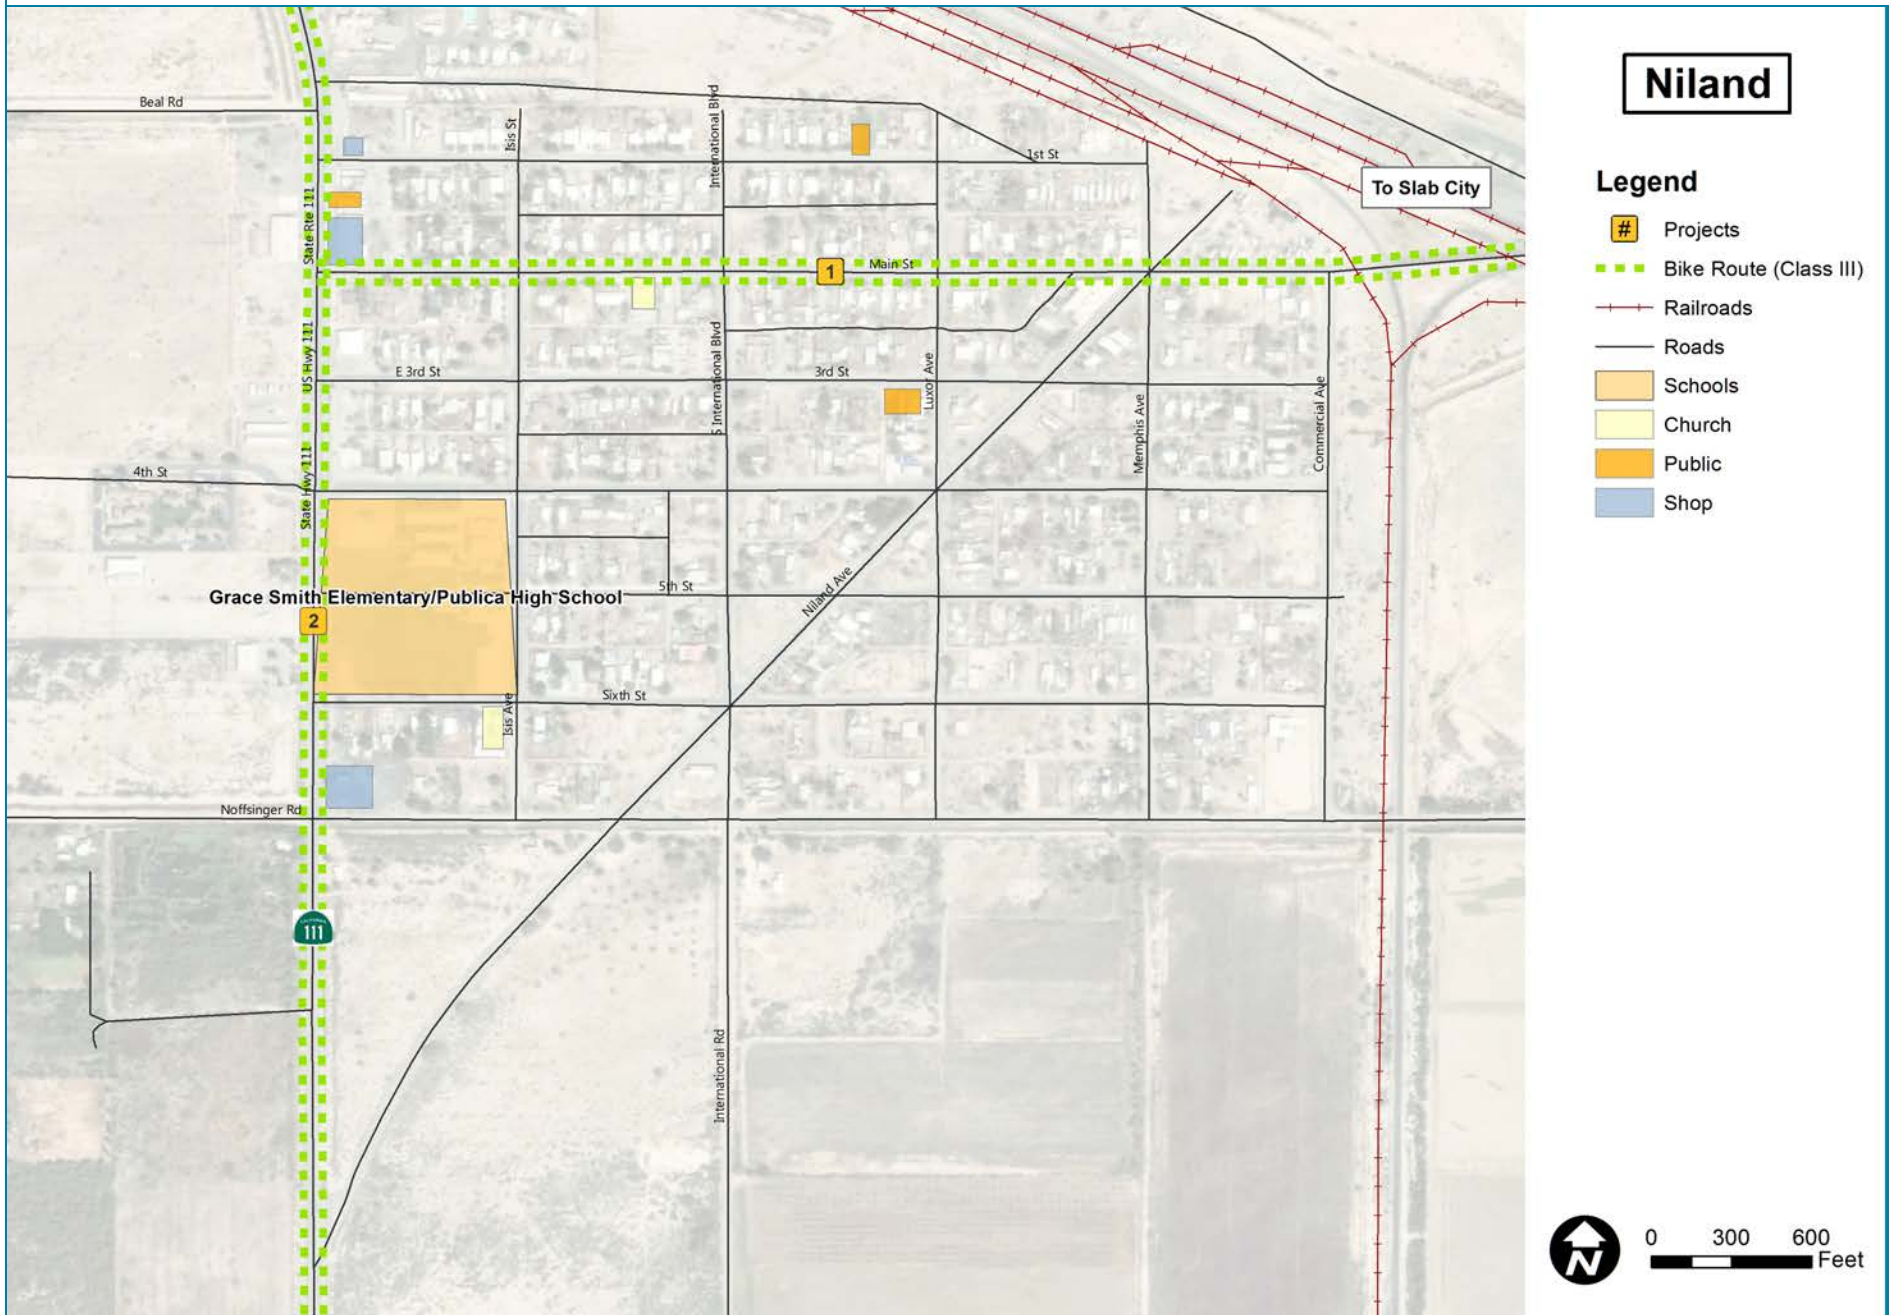 Niland
Legend
# Projects
Bike Route (Class III)
Railroads
Roads
Schools
Church
Public
Shop
Beal Rd
Isis St
International Blvd
1st St
To Slab City
State Rte 111
Main St
1
US Hwy 111
S International Blvd
E 3rd St
3rd St
Luxor Ave
Memphis Ave
Commercial Ave
4th St
State Hwy 111
Grace Smith Elementary/Publica High School
5th St
Niland Ave
2
Sixth St
Isis Ave
Noffsinger Rd
CALIFORNIA
111
International Rd
N
0 300 600
Feet